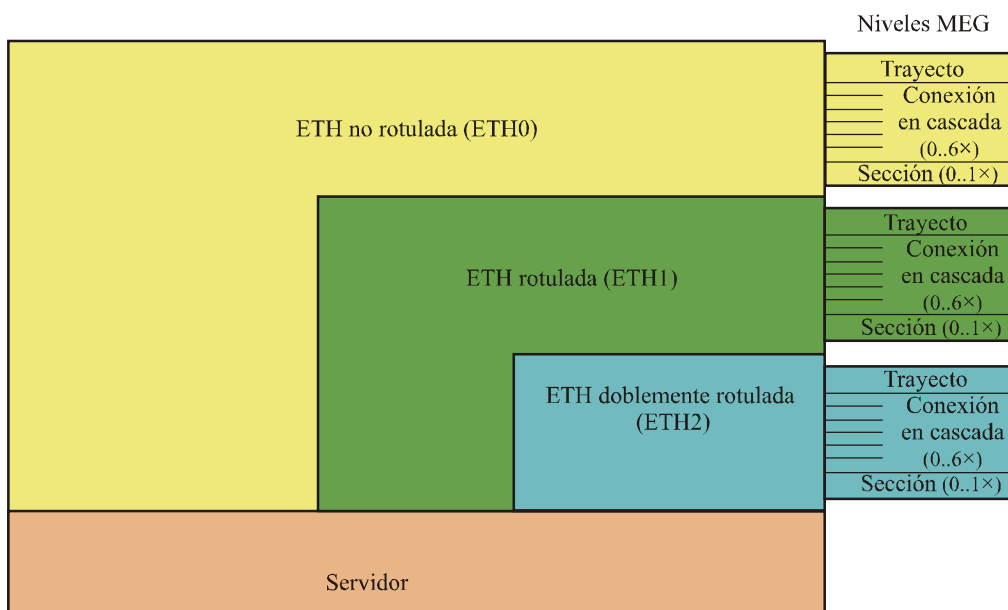 Niveles MEG
Trayecto
Conexión
en cascada
(0..6×)
Sección (0..1×)
ETH no rotulada (ETH0)
Trayecto
Conexión
en cascada
(0..6×)
Sección (0..1×)
ETH rotulada (ETH1)
Trayecto
Conexión
en cascada
(0..6×)
Sección (0..1×)
ETH doblemente rotulada
(ETH2)
Servidor